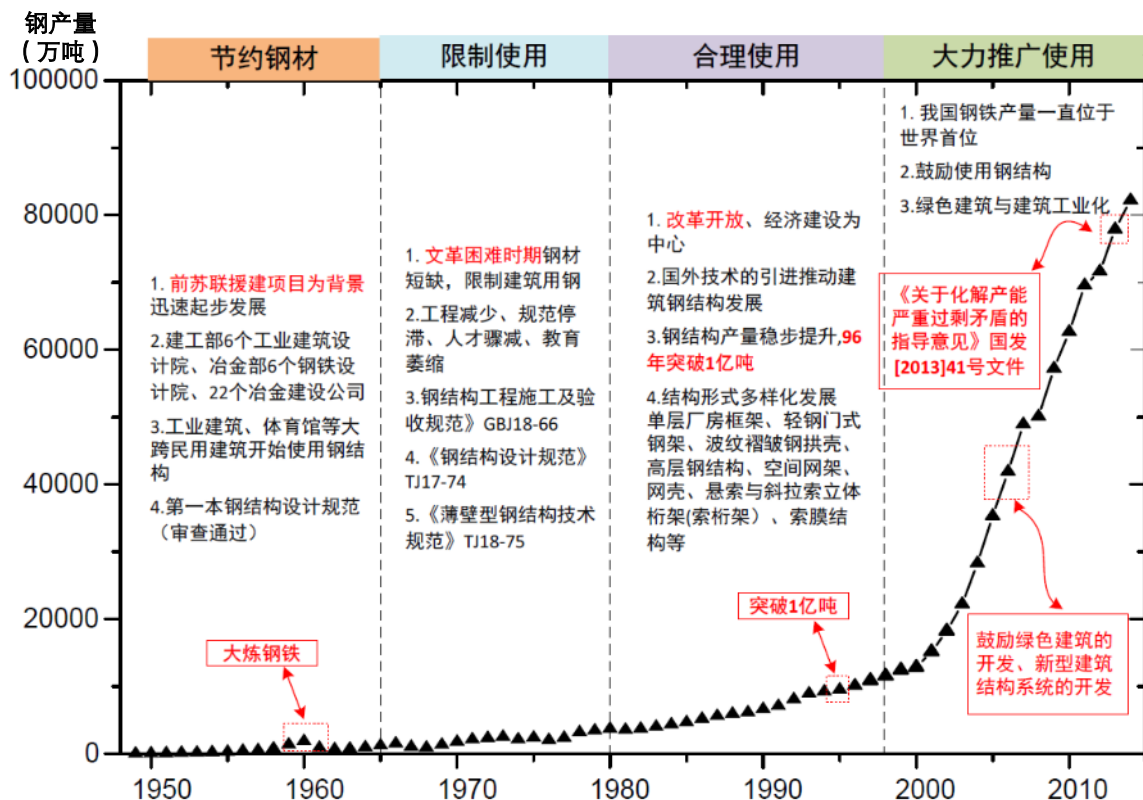 钢产量
（万吨）
节约钢材
限制使用
合理使用
大力推广使用
100000
80000
60000
40000
20000
0
1. 前苏联援建项目为背景
迅速起步发展
2.建工部6个工业建筑设
计院、冶金部6个钢铁设
计院、22个冶金建设公司
3.工业建筑、体育馆等大
跨民用建筑开始使用钢结
构
4.第一本钢结构设计规范
（审查通过）
大炼钢铁
1. 文革困难时期钢材
短缺，限制建筑用钢
2.工程减少、规范停
滞、人才骤减、教育
萎缩
3.钢结构工程施工及验
收规范》GBJ18-66
4.《钢结构设计规范》
TJ17-74
5.《薄壁型钢结构技术
规范》TJ18-75
1. 改革开放、经济建设为
中心
2.国外技术的引进推动建
筑钢结构发展
3.钢结构产量稳步提升,96
年突破1亿吨
4.结构形式多样化发展
单层厂房框架、轻钢门式
钢架、波纹褶皱钢拱壳、
高层钢结构、空间网架、
网壳、悬索与斜拉索立体
桁架(索桁架）、索膜结
构等
突破1亿吨
1. 我国钢铁产量一直位于
世界首位
2.鼓励使用钢结构
3.绿色建筑与建筑工业化
《关于化解产能
严重过剩矛盾的
指导意见》国发
[2013]41号文件
鼓励绿色建筑的
开发、新型建筑
结构系统的开发
1950
1960
1970
1980
1990
2000
2010